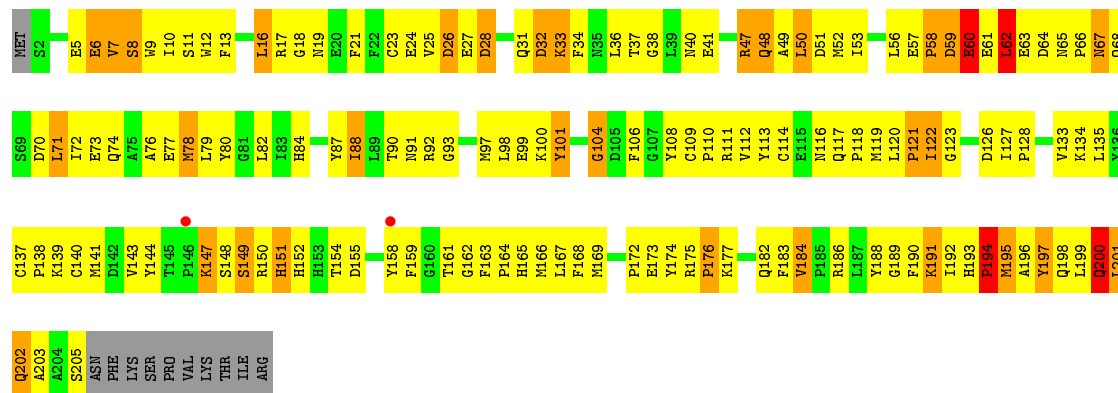 MET S2 E5 E6 V7 S8 W9 I10 S11 W12 F13 L16 R17 G18 N19 E20 F21 F22 C23 E24 V25 D26 E27 D28 Q31 D32 K33 F34 N35 L36 T37 G38 L39 N40 E41 R47 Q48 A49 L50 D51 M52 I53 L56 E57 P58 D59 E60 E61 L62 E63 D64 N65 P66 N67 Q68
S69 D70 L71 I72 E73 Q74 A75 A76 E77 M78 L79 Y80 G81 L82 I83 H84 Y87 I88 L89 T90 N91 R92 G93 M97 L98 E99 K100 Y101 G104 D105 F106 G107 Y108 C109 P110 R111 V112 Y113 C114 E115 N116 Q117 P118 M119 L120 P121 I122 G123 D126 I127 P128 V133 K134 L135 Y136
C137 P138 K139 C140 M141 D142 V143 Y144 T145 P146 K147 S148 S149 R150 H151 H152 H153 T154 D155 Y158 F159 G160 T161 G162 F163 P164 H165 M166 L167 F168 M169 P172 E173 Y174 R175 P176 K177 Q182 F183 V184 P185 R186 L187 Y188 G189 F190 K191 I192 H193 P194 M195 A196 Y197 Q198 L199 Q200 L201
Q202 A203 A204 S205 ASN PHE LYS SER PRO VAL LYS THR ILE ARG